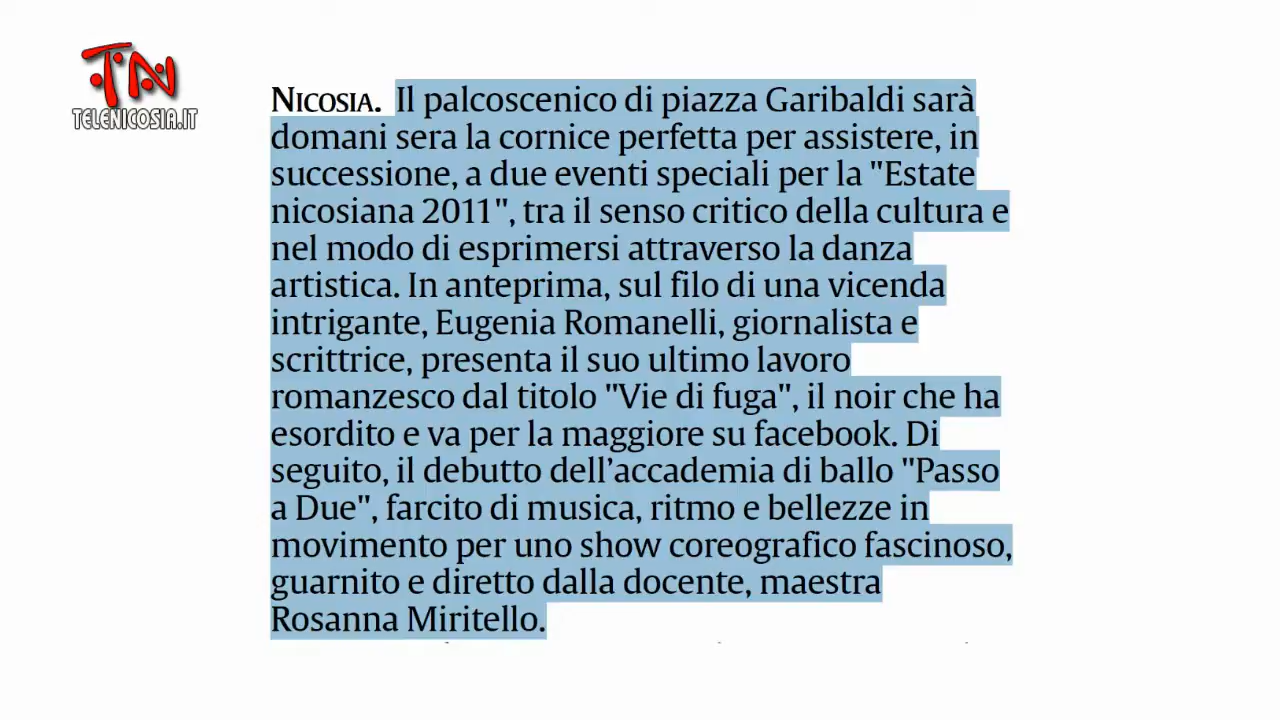 TN
TELENICOSIA.IT
NICOSIA. Il palcoscenico di piazza Garibaldi sarà
domani sera la cornice perfetta per assistere, in
successione, a due eventi speciali per la "Estate
nicosiana 2011", tra il senso critico della cultura e
nel modo di esprimersi attraverso la danza
artistica. In anteprima, sul filo di una vicenda
intrigante, Eugenia Romanelli, giornalista e
scrittrice, presenta il suo ultimo lavoro
romanzesco dal titolo "Vie di fuga", il noir che ha
esordito e va per la maggiore su facebook. Di
seguito, il debutto dell’accademia di ballo "Passo
a Due", farcito di musica, ritmo e bellezze in
movimento per uno show coreografico fascinoso,
guarnito e diretto dalla docente, maestra
Rosanna Miritello.